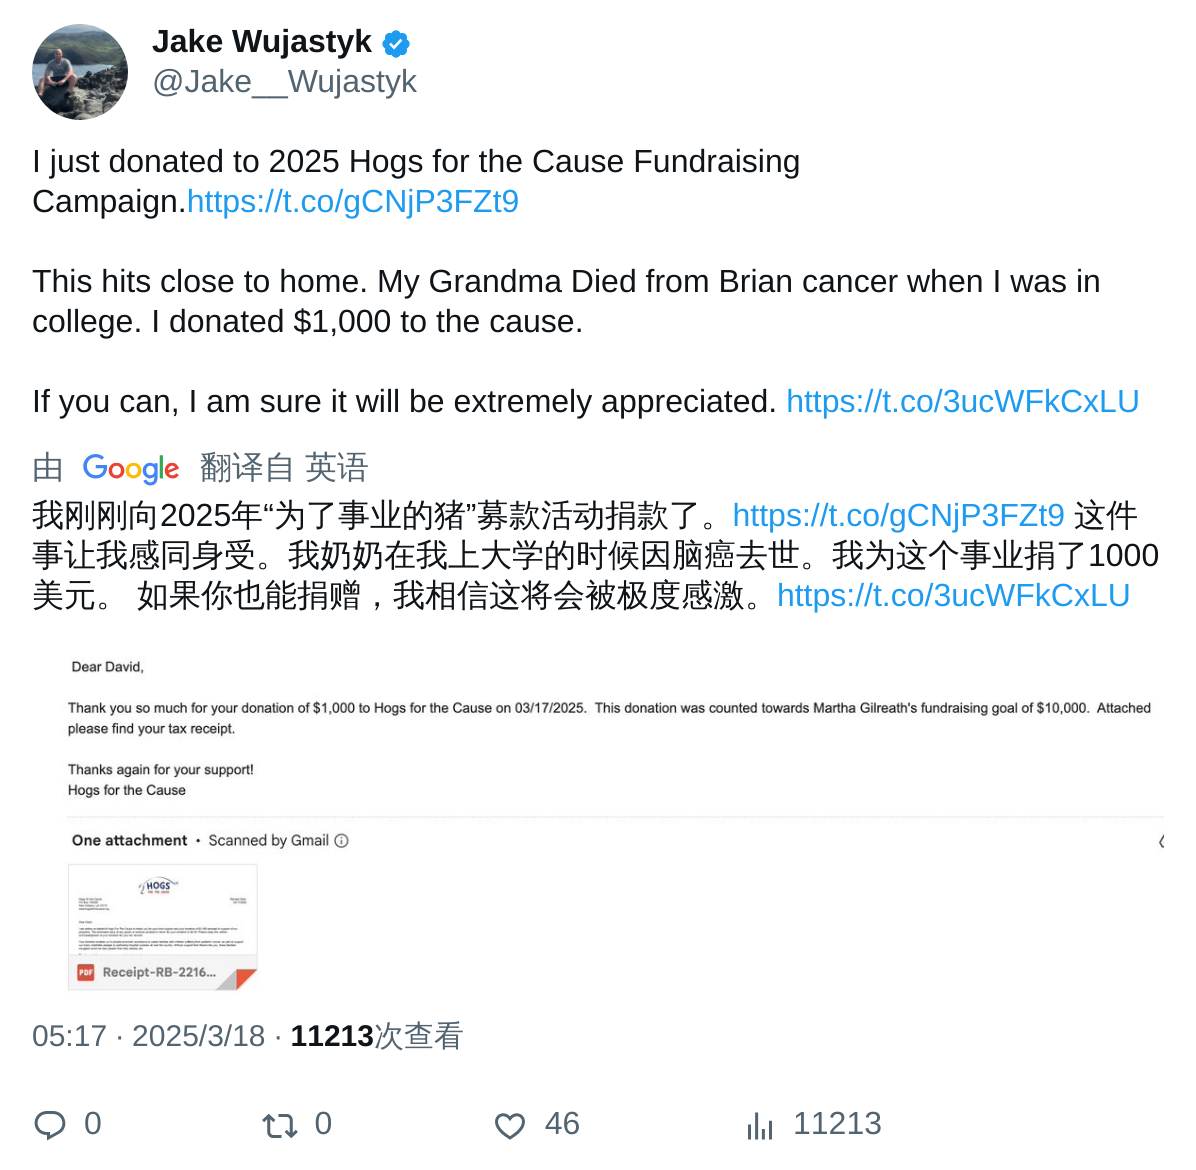 Jake Wujastyk
@Jake__Wujastyk
I just donated to 2025 Hogs for the Cause Fundraising
Campaign.https://t.co/gCNjP3FZt9
This hits close to home. My Grandma Died from Brian cancer when I was in
college. I donated $1,000 to the cause.
If you can, I am sure it will be extremely appreciated. https://t.co/3ucWFkCxLU
由 Google 翻译自 英语
我刚刚向2025年“为了事业的猪”募款活动捐款了。https://t.co/gCNjP3FZt9 这件
事让我感同身受。我奶奶在我上大学的时候因脑癌去世。我为这个事业捐了1000
美元。 如果你也能捐赠，我相信这将会被极度感激。https://t.co/3ucWFkCxLU
Dear David,
Thank you so much for your donation of $1,000 to Hogs for the Cause on 03/17/2025. This donation was counted towards Martha Gilreath's fundraising goal of $10,000. Attached
please find your tax receipt.
Thanks again for your support!
Hogs for the Cause
One attachment • Scanned by Gmail
HOGS
PDF Receipt-RB-2216...
05:17 · 2025/3/18 · 11213次查看
0 0 46 11213